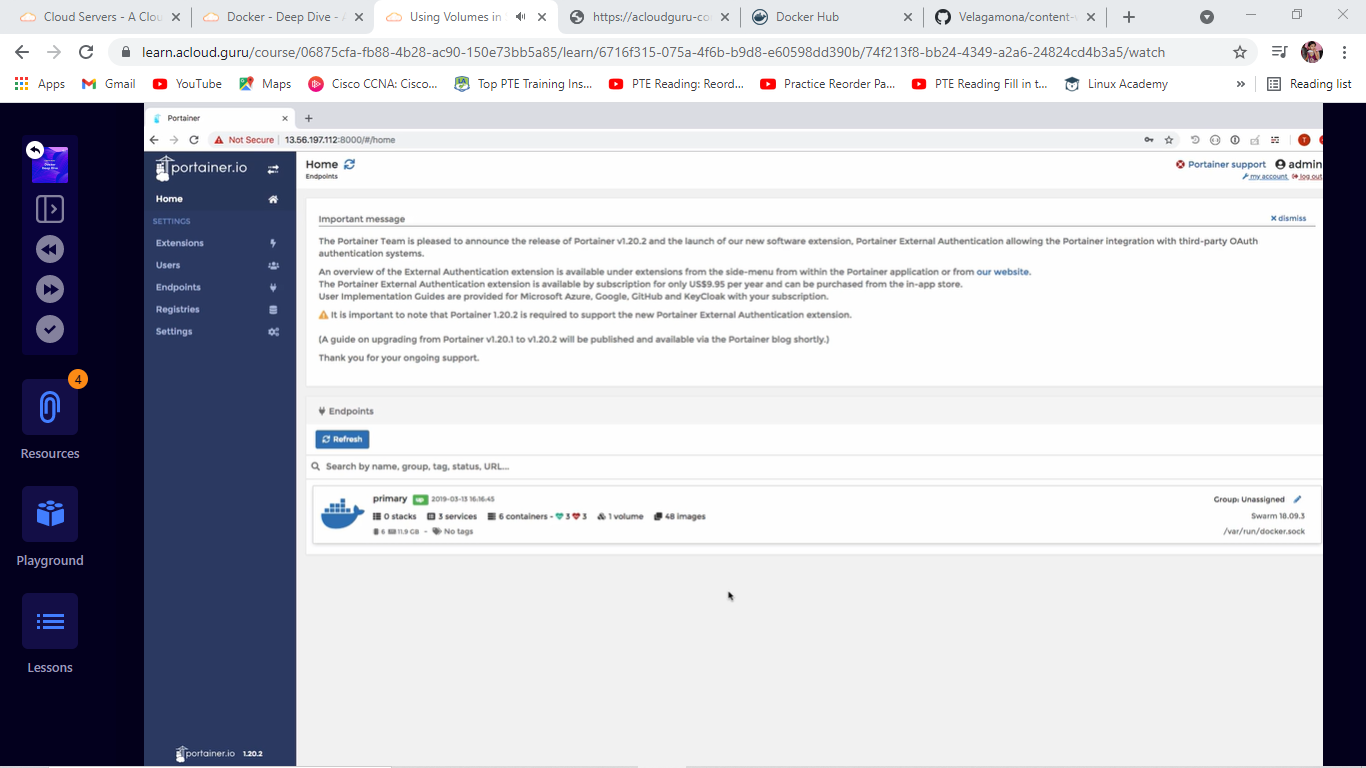 Cloud Servers - A Clou
Docker - Deep Dive - A
Using Volumes in
https://acloudguru-co
Docker Hub
Velagamona/content-
learn.acloud.guru/course/06875cfa-fb88-4b28-ac90-150e73bb5a85/learn/6716f315-075a-4f6b-b9d8-e60598dd390b/74f213f8-bb24-4349-a2a6-24824cd4b3a5/watch
Apps
Gmail
YouTube
Maps
Cisco CCNA: Cisco...
Top PTE Training Ins...
PTE Reading: Reord...
Practice Reorder Pa...
PTE Reading Fill in t...
Linux Academy
»
Reading list
Docker
Deep Dive
4
Resources
Playground
Lessons
Portainer
Not Secure | 13.56.197.112:8000/#/home
T
portainer.io
Home
SETTINGS
Extensions
Users
Endpoints
Registries
Settings
portainer.io 1.20.2
Home
Endpoints
Portainer support
admin
my account
log out
Important message
× dismiss
The Portainer Team is pleased to announce the release of Portainer v1.20.2 and the launch of our new software extension, Portainer External Authentication allowing the Portainer integration with third-party OAuth
authentication systems.
An overview of the External Authentication extension is available under extensions from the side-menu from within the Portainer application or from our website.
The Portainer External Authentication extension is available by subscription for only US$9.95 per year and can be purchased from the in-app store.
User Implementation Guides are provided for Microsoft Azure, Google, GitHub and KeyCloak with your subscription.
It is important to note that Portainer 1.20.2 is required to support the new Portainer External Authentication extension.
(A guide on upgrading from Portainer v1.20.1 to v1.20.2 will be published and available via the Portainer blog shortly.)
Thank you for your ongoing support.
Endpoints
Refresh
Search by name, group, tag, status, URL...
primary up 2019-03-13 16:16:45
Group: Unassigned
0 stacks 3 services 6 containers - 3 3 1 volume 48 images
Swarm 18.09.3
6 11.9 GB - No tags
/var/run/docker.sock